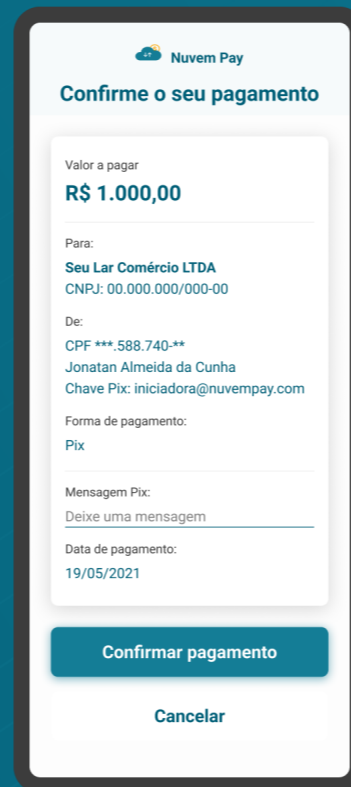 Nuvem Pay
Confirme o seu pagamento
Valor a pagar
R$ 1.000,00
Para:
Seu Lar Comércio LTDA
CNPJ: 00.000.000/000-00
De:
CPF ***.588.740-**
Jonatan Almeida da Cunha
Chave Pix: iniciadora@nuvempay.com
Forma de pagamento:
Pix
Mensagem Pix:
Deixe uma mensagem
Data de pagamento:
19/05/2021
Confirmar pagamento
Cancelar